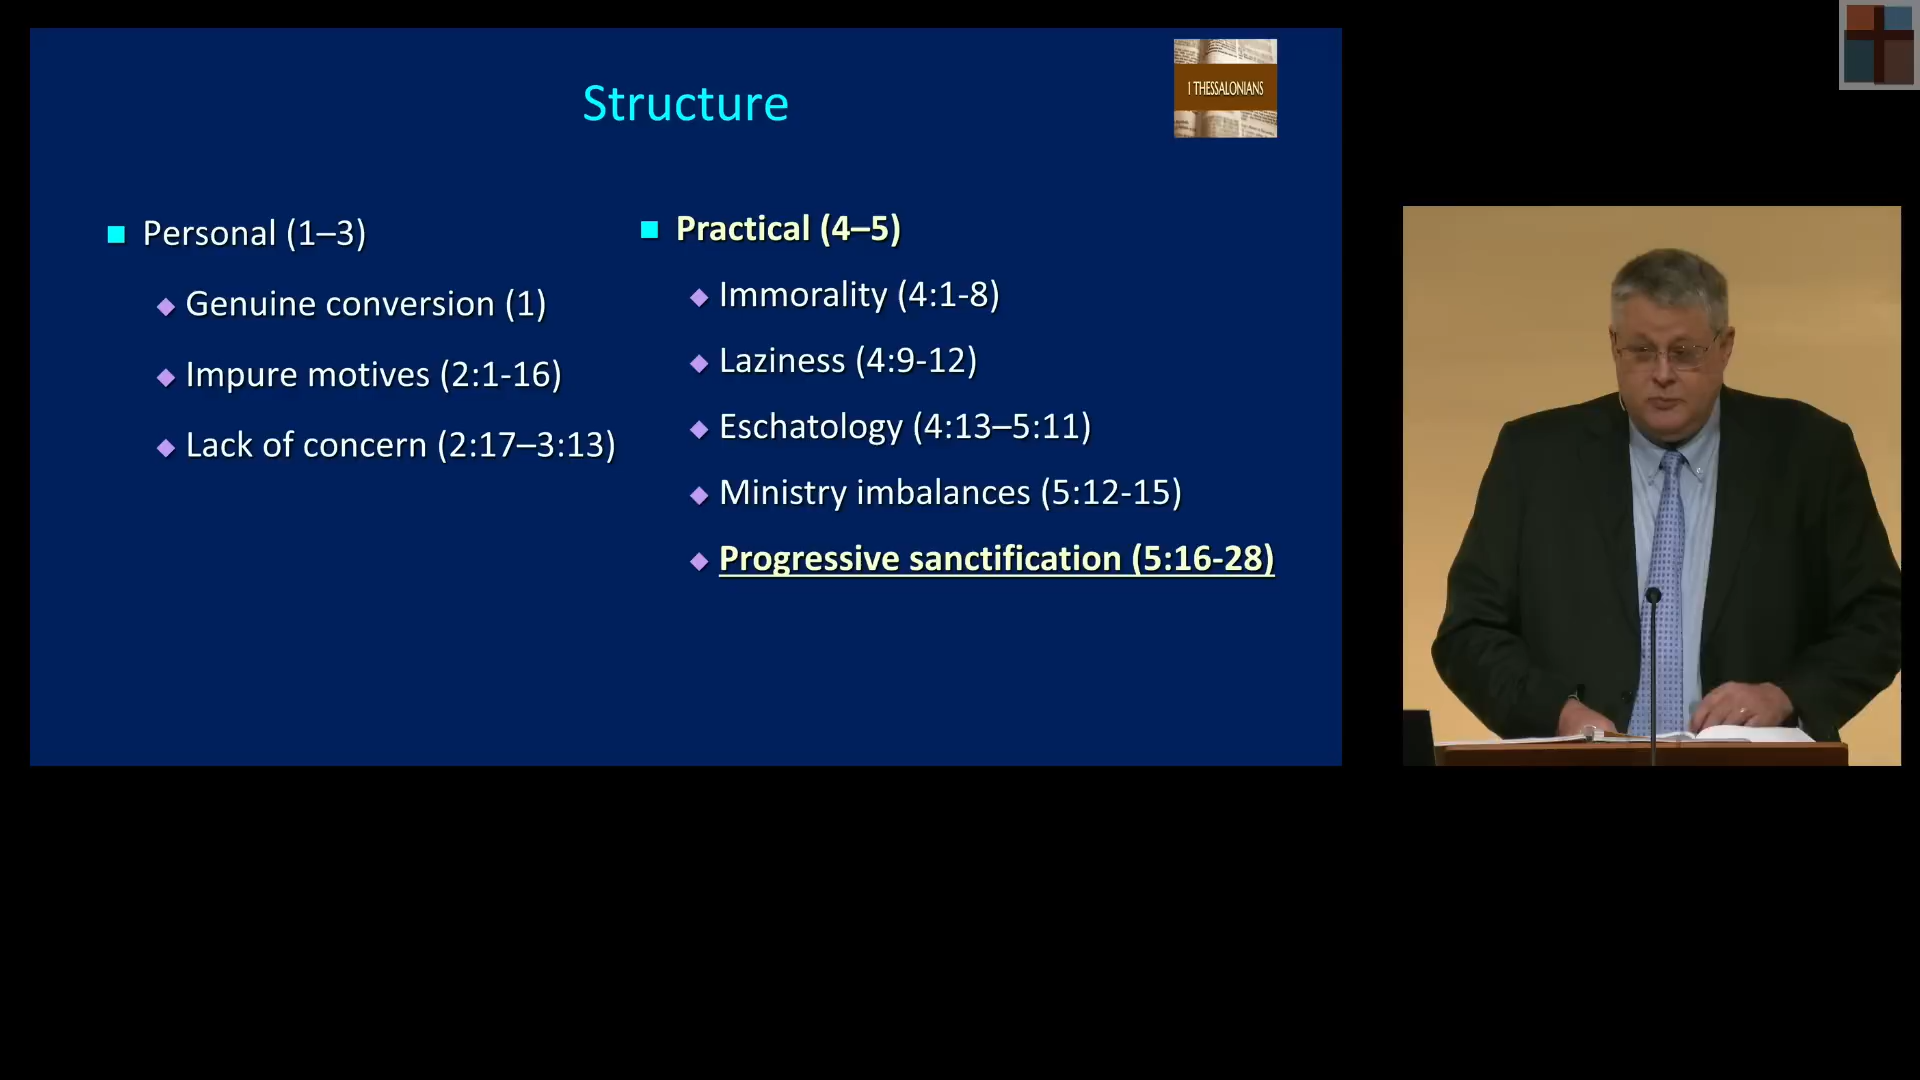 Structure
I THESSALONIANS
Personal (1–3)
Genuine conversion (1)
Impure motives (2:1-16)
Lack of concern (2:17–3:13)
Practical (4–5)
Immorality (4:1-8)
Laziness (4:9-12)
Eschatology (4:13–5:11)
Ministry imbalances (5:12-15)
Progressive sanctification (5:16-28)